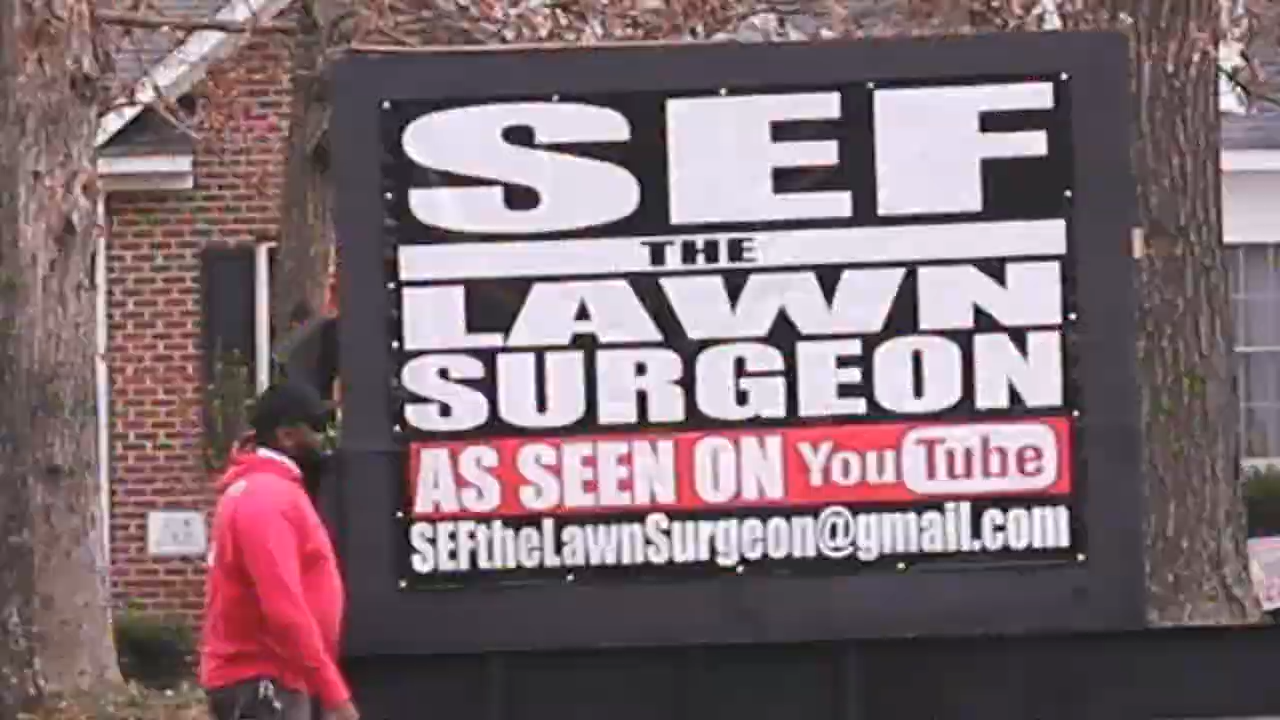 SEF
THE
LAWN
SURGEON
AS SEEN ON YouTube
SEFtheLawnSurgeon@gmail.com